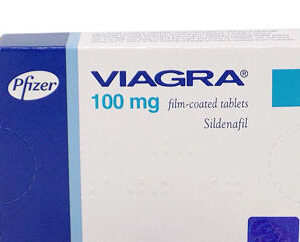 Pfizer
VIAGRA®
100 mg film-coated tablets
Sildenafil